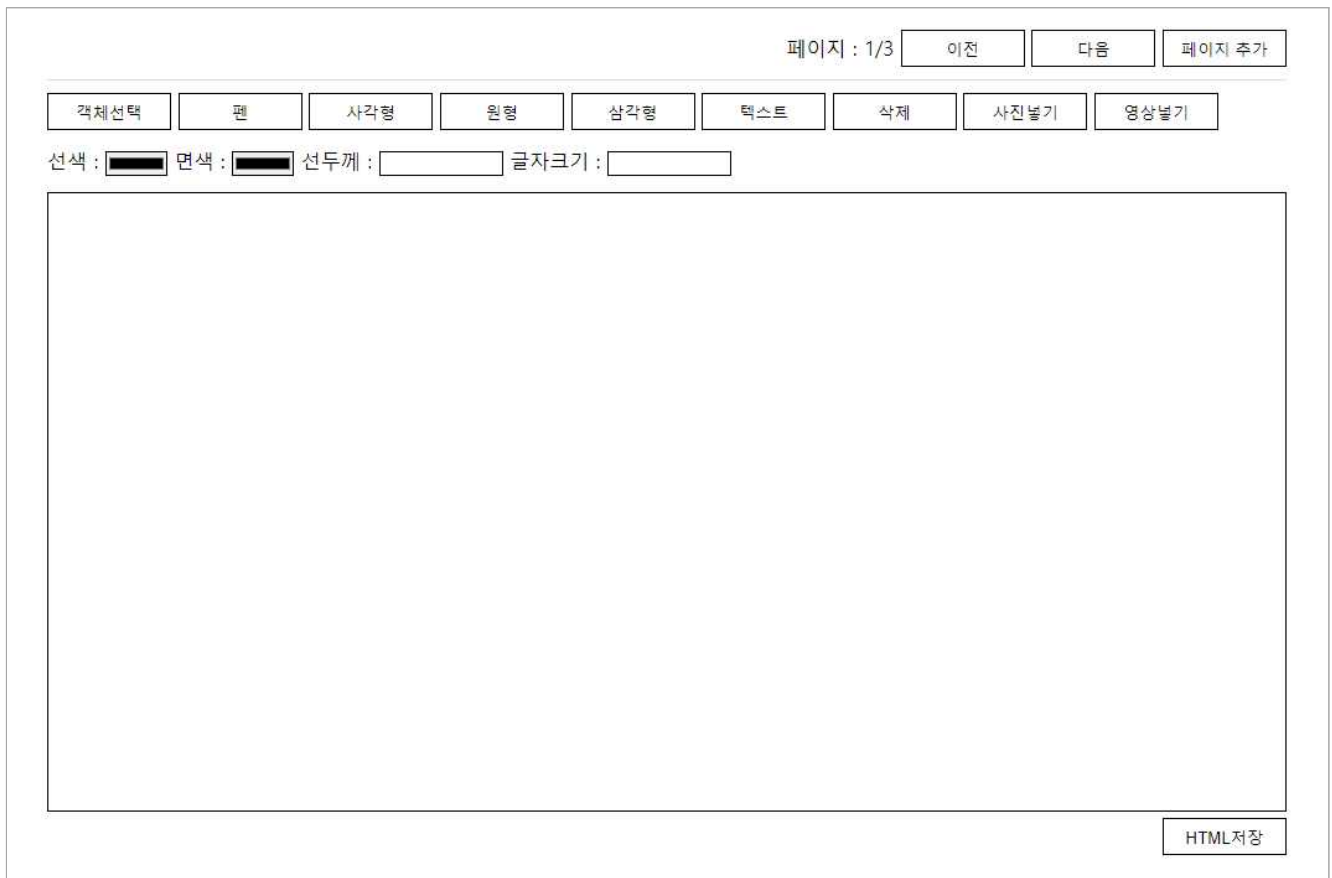 페이지 : 1/3 이전 다음 페이지 추가
객체선택 펜 사각형 원형 삼각형 텍스트 삭제 사진넣기 영상넣기
선색 : 면색 : 선두께 : 글자크기 :
HTML저장